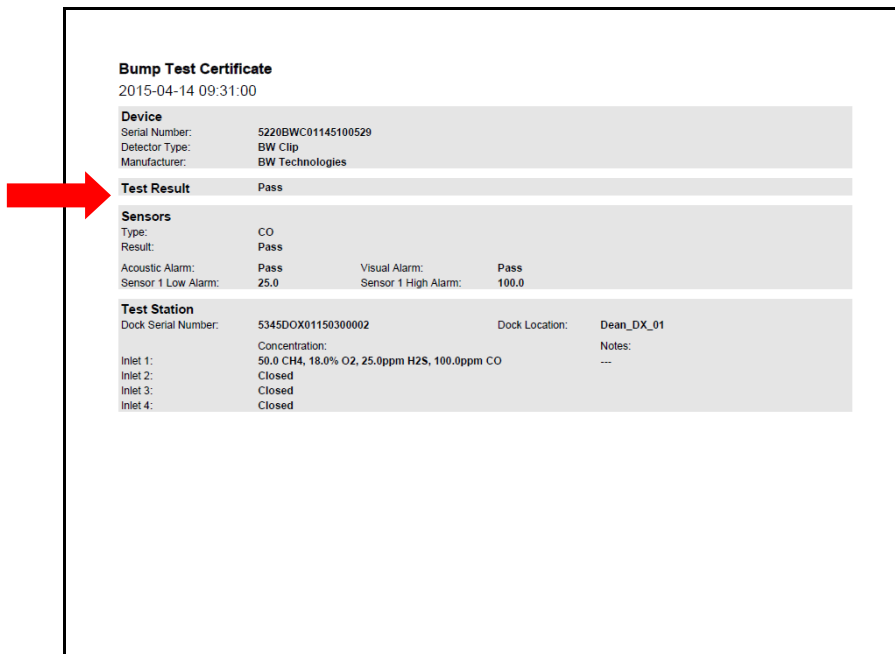 Bump Test Certificate
2015-04-14 09:31:00
Device
Serial Number: 5220BWC01145100529
Detector Type: BW Clip
Manufacturer: BW Technologies
Test Result Pass
Sensors
Type: CO
Result: Pass
Acoustic Alarm: Pass Visual Alarm: Pass
Sensor 1 Low Alarm: 25.0 Sensor 1 High Alarm: 100.0
Test Station
Dock Serial Number: 5345DOX01150300002 Dock Location: Dean_DX_01
Concentration: Notes:
Inlet 1: 50.0 CH4, 18.0% O2, 25.0ppm H2S, 100.0ppm CO ---
Inlet 2: Closed
Inlet 3: Closed
Inlet 4: Closed